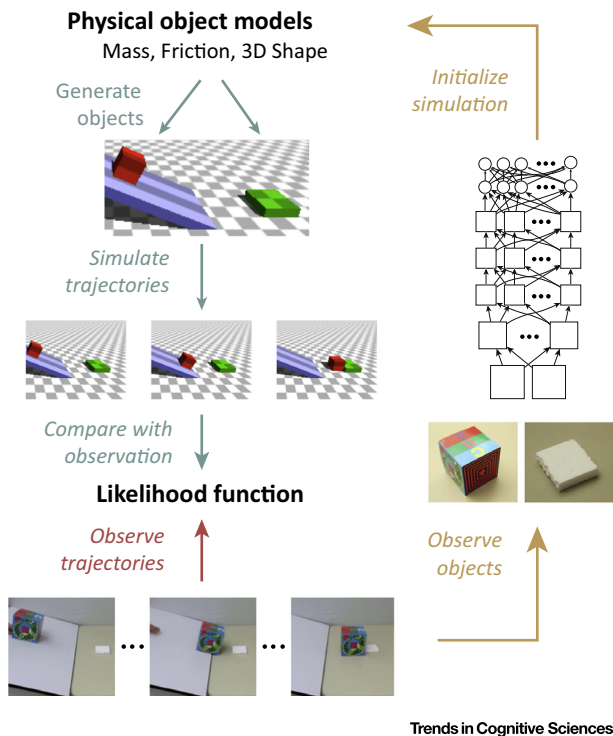 Physical object models
Mass, Friction, 3D Shape
Generate
objects
Initialize
simulation
Simulate
trajectories
Compare with
observation
Likelihood function
Observe
trajectories
Observe
objects
Trends in Cognitive Sciences